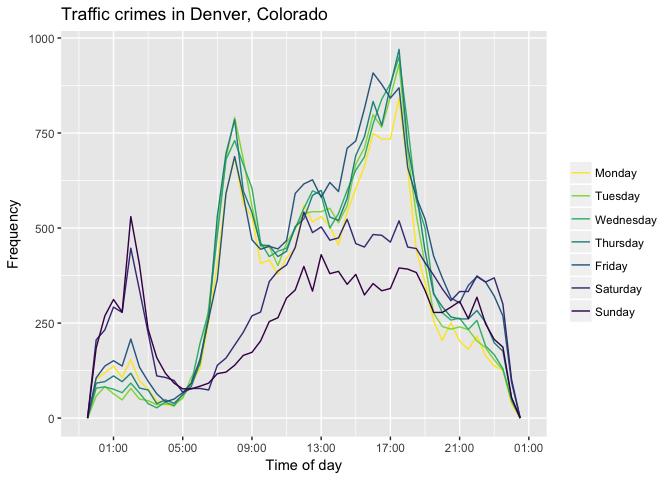 Traffic crimes in Denver, Colorado
Frequency
1000
750
500
250
0
01:00 05:00 09:00 13:00 17:00 21:00 01:00
Time of day
Monday
Tuesday
Wednesday
Thursday
Friday
Saturday
Sunday